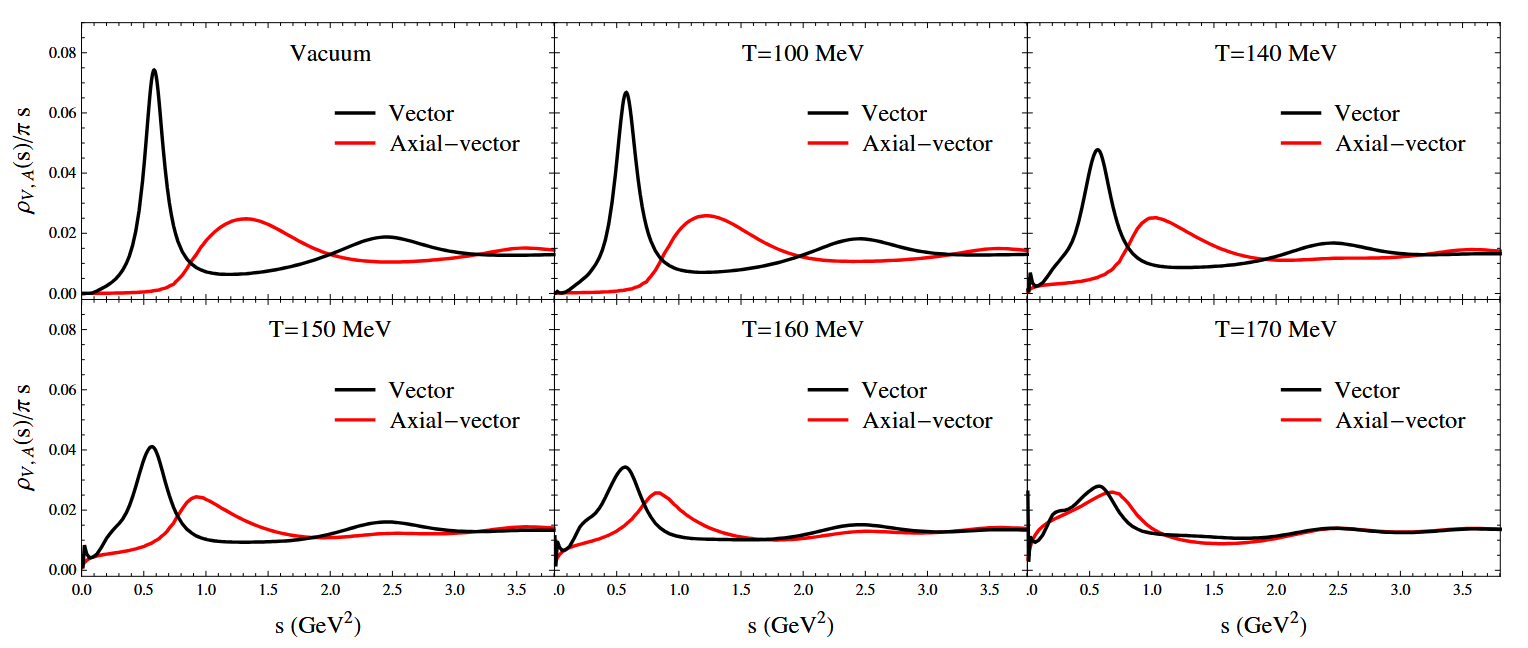 Vacuum
T=100 MeV
T=140 MeV
0.08
0.06
0.04
0.02
0.00
ρV,A(s)/π s
Vector
Axial−vector
Vector
Axial−vector
Vector
Axial−vector
T=150 MeV
T=160 MeV
T=170 MeV
0.08
0.06
0.04
0.02
0.00
ρV,A(s)/π s
Vector
Axial−vector
Vector
Axial−vector
Vector
Axial−vector
0.0 0.5 1.0 1.5 2.0 2.5 3.0 3.5
.0 0.5 1.0 1.5 2.0 2.5 3.0 3.5
.0 0.5 1.0 1.5 2.0 2.5 3.0 3.5
s (GeV²)
s (GeV²)
s (GeV²)